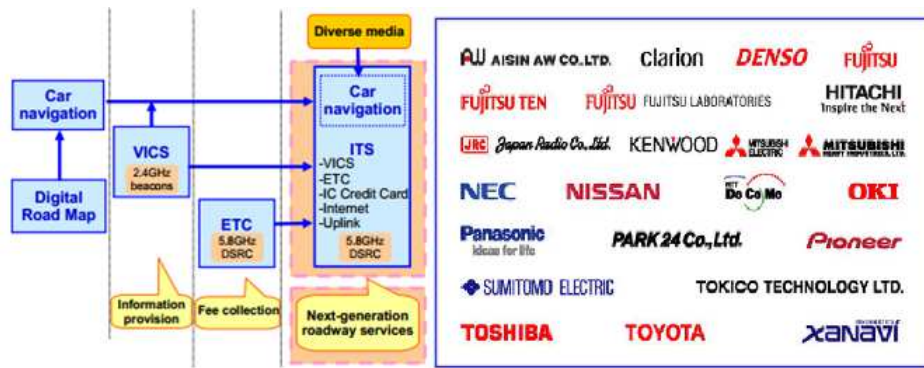 Diverse media
Car
navigation
Car
navigation
VICS
2.4GHz
beacons
ITS
-VICS
-ETC
-IC Credit Card
-Internet
-Uplink
5.8GHz
DSRC
Digital
Road Map
ETC
5.8GHz
DSRC
Information
provision
Fee collection
Next-generation
roadway services
AW AISIN AW CO.,LTD.
clarion
DENSO
FUJITSU
FUJITSU TEN
FUJITSU FUJITSU LABORATORIES
HITACHI
Inspire the Next
JRC Japan Radio Co., Ltd.
KENWOOD
MITSUBISHI
ELECTRIC
MITSUBISHI
HEAVY INDUSTRIES, LTD.
NEC
NISSAN
NTT
DoCoMo
OKI
Panasonic
ideas for life
PARK 24 Co., Ltd.
Pioneer
SUMITOMO ELECTRIC
TOKICO TECHNOLOGY LTD.
TOSHIBA
TOYOTA
xanavi